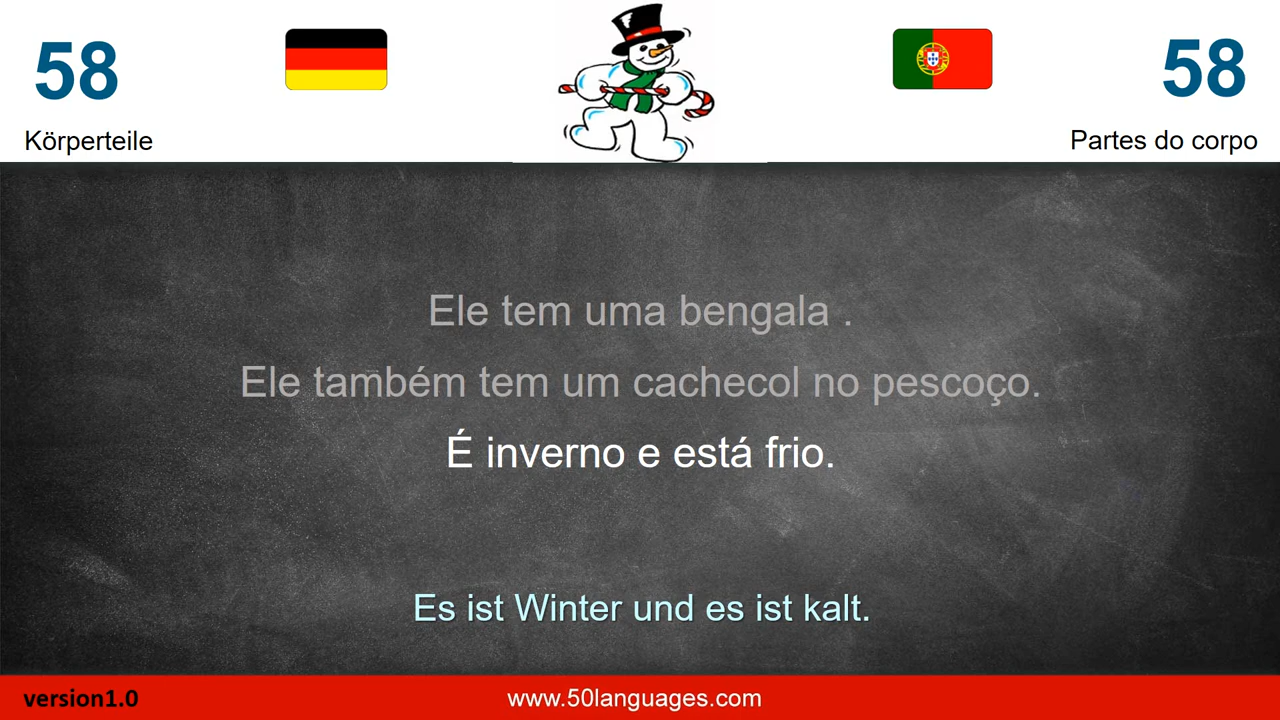 58
58
Körperteile
Partes do corpo
Ele tem uma bengala .
Ele também tem um cachecol no pescoço.
É inverno e está frio.
Es ist Winter und es ist kalt.
version1.0
www.50languages.com